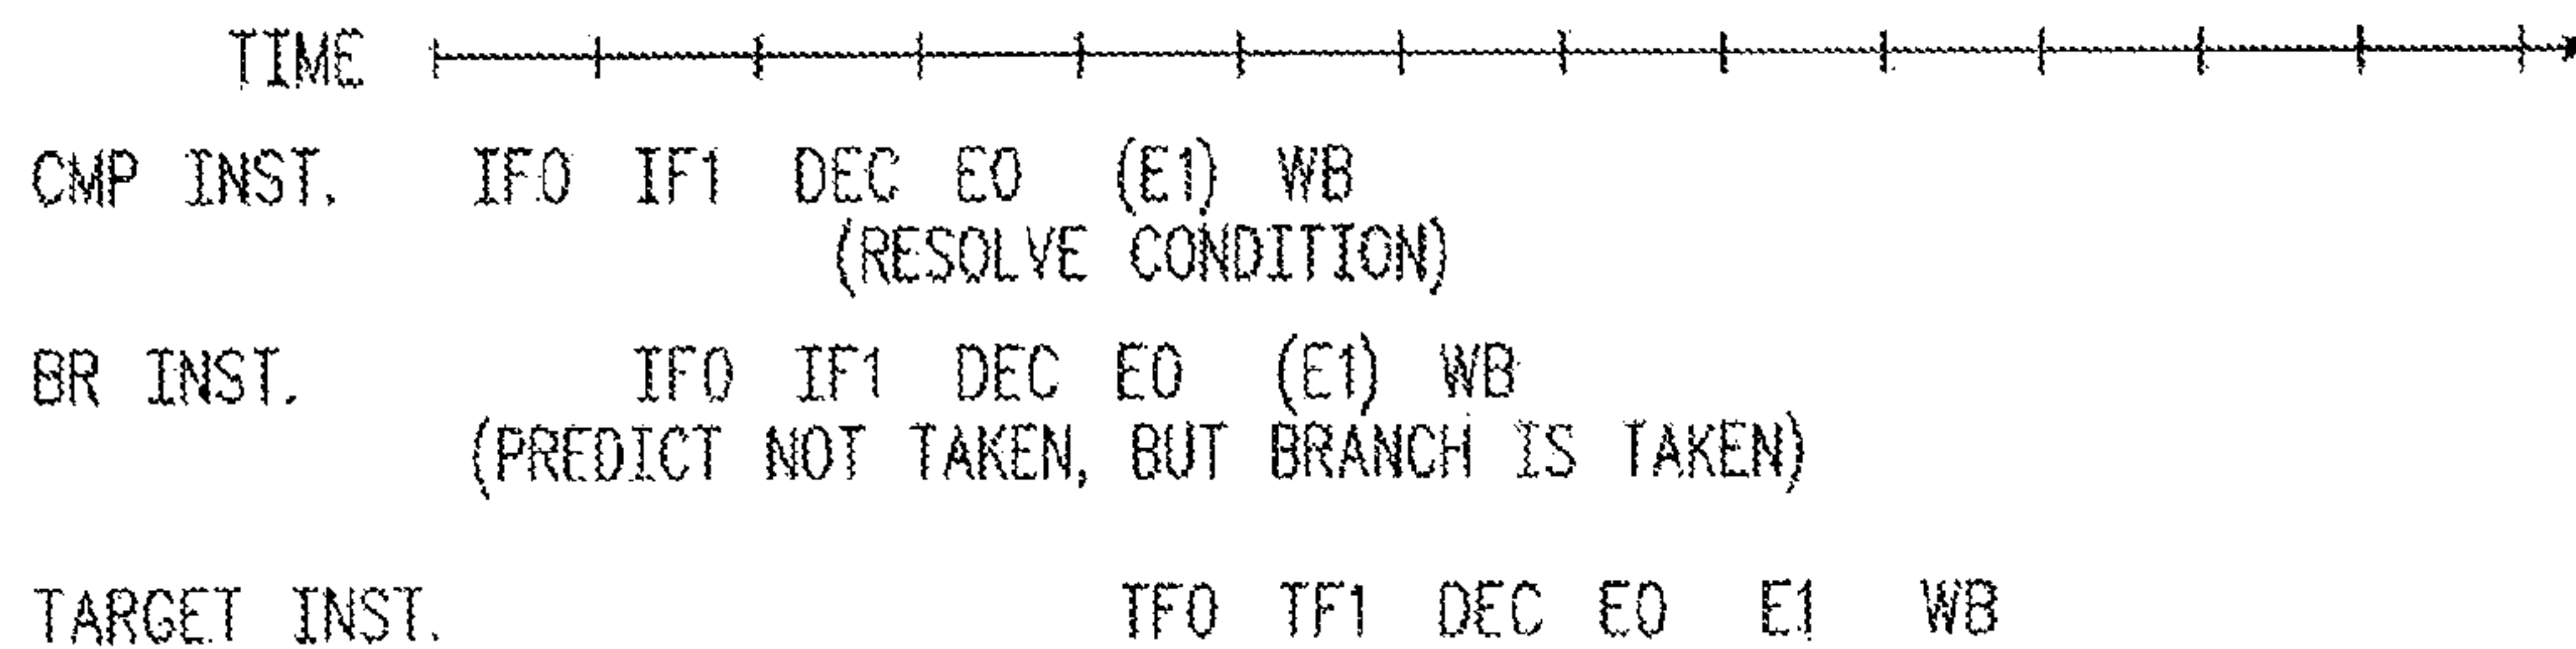 TIME
CMP INST. IF0 IF1 DEC E0 (E1) WB
(RESOLVE CONDITION)
BR INST. IF0 IF1 DEC E0 (E1) WB
(PREDICT NOT TAKEN, BUT BRANCH IS TAKEN)
TARGET INST. TF0 TF1 DEC E0 E1 WB